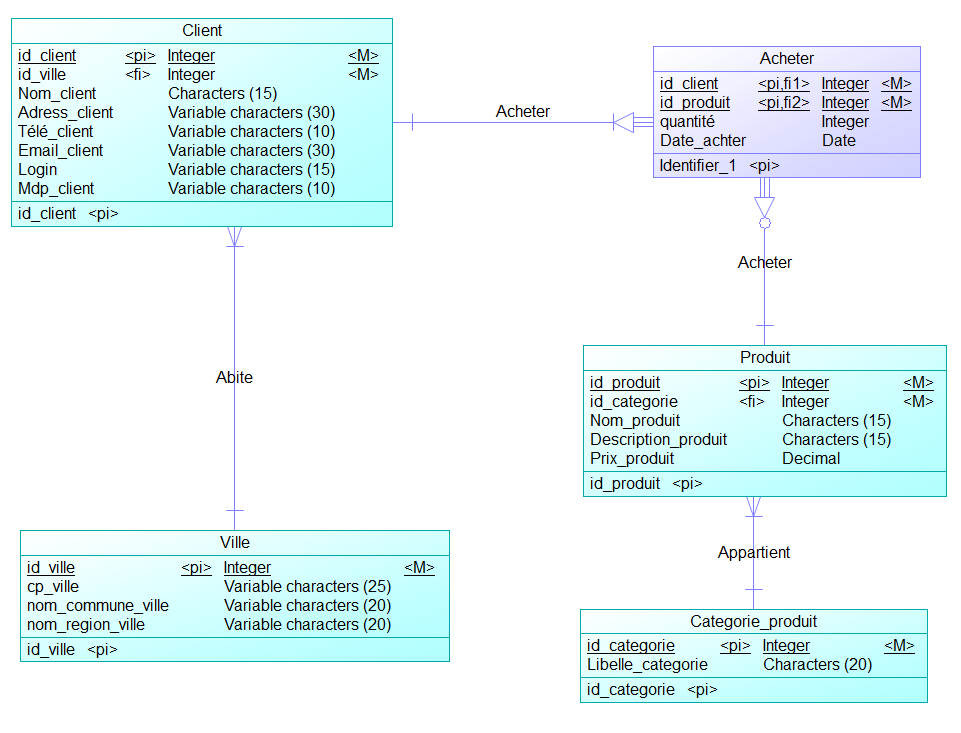 Client
id_client <pi> Integer <M>
id_ville <fi> Integer <M>
Nom_client Characters (15)
Adress_client Variable characters (30)
Télé_client Variable characters (10)
Email_client Variable characters (30)
Login Variable characters (15)
Mdp_client Variable characters (10)
id_client <pi>
Acheter
Acheter
id_client <pi,fi1> Integer <M>
id_produit <pi,fi2> Integer <M>
quantité Integer
Date_achter Date
Identifier_1 <pi>
Acheter
Abite
Produit
id_produit <pi> Integer <M>
id_categorie <fi> Integer <M>
Nom_produit Characters (15)
Description_produit Characters (15)
Prix_produit Decimal
id_produit <pi>
Ville
id_ville <pi> Integer <M>
cp_ville Variable characters (25)
nom_commune_ville Variable characters (20)
nom_region_ville Variable characters (20)
id_ville <pi>
Appartient
Categorie_produit
id_categorie <pi> Integer <M>
Libelle_categorie Characters (20)
id_categorie <pi>